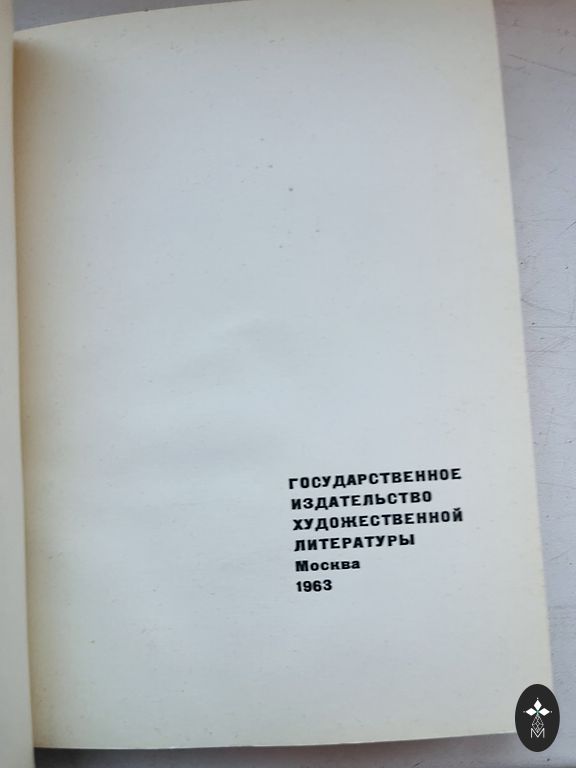 ГОСУДАРСТВЕННОЕ
ИЗДАТЕЛЬСТВО
ХУДОЖЕСТВЕННОЙ
ЛИТЕРАТУРЫ
Москва
1963
М